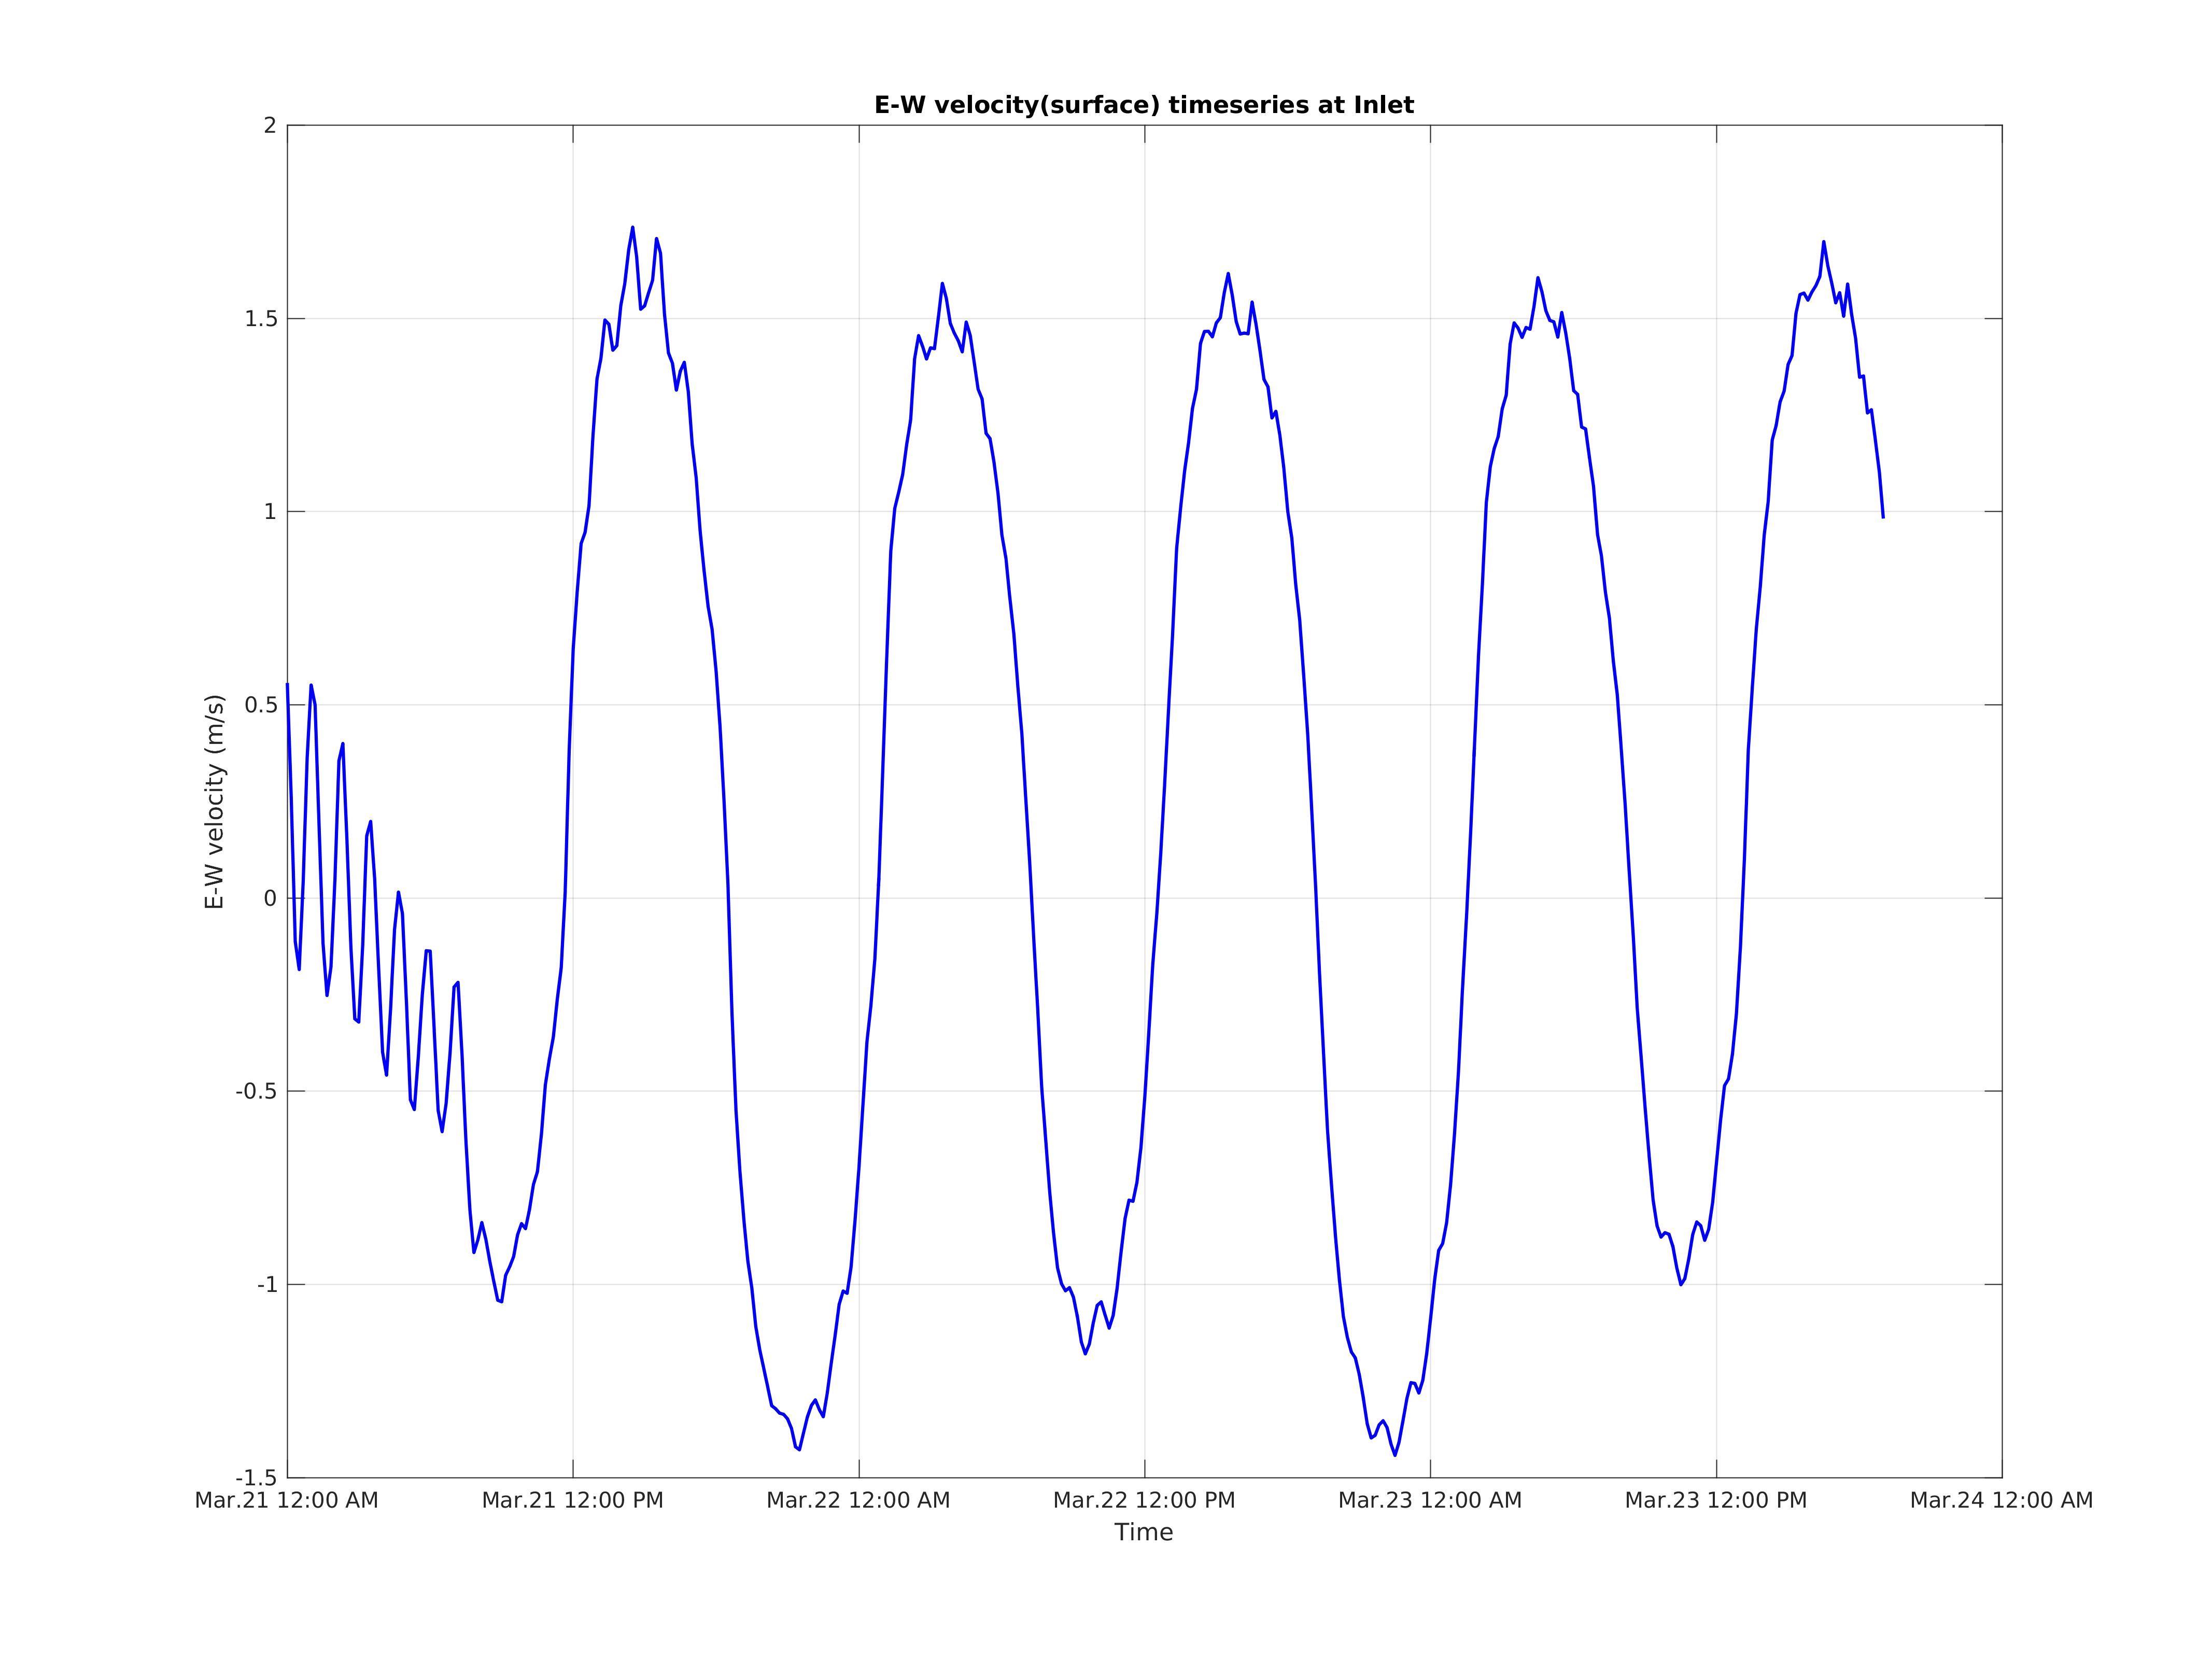 E-W velocity(surface) timeseries at Inlet
2
1.5
1
0.5
0
-0.5
-1
-1.5
E-W velocity (m/s)
Mar.21 12:00 AM Mar.21 12:00 PM Mar.22 12:00 AM Mar.22 12:00 PM Mar.23 12:00 AM Mar.23 12:00 PM Mar.24 12:00 AM
Time